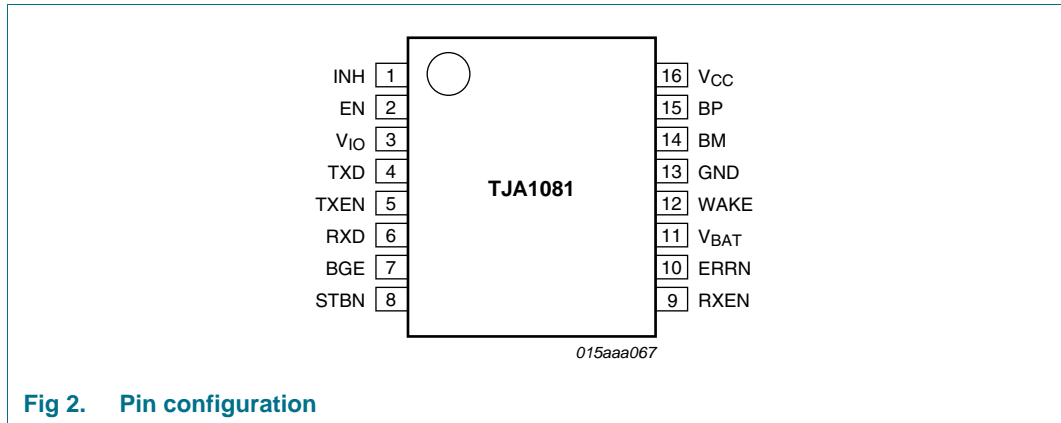 INH 1 16 VCC
EN 2 15 BP
VIO 3 14 BM
TXD 4 13 GND
TJA1081
TXEN 5 12 WAKE
RXD 6 11 VBAT
BGE 7 10 ERRN
STBN 8 9 RXEN
015aaa067
Fig 2. Pin configuration